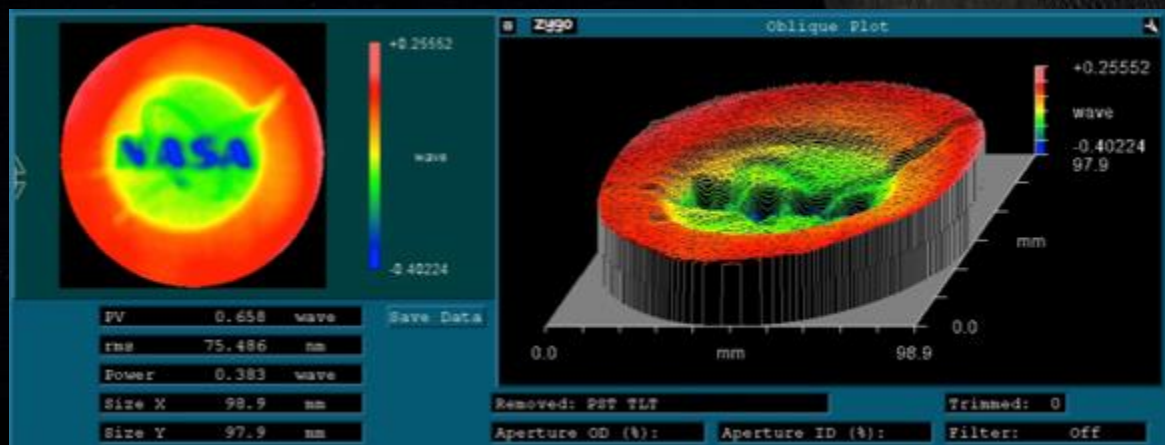 +0.25552
wave
-0.40224
NASA
PV 0.658 wave
rms 75.486 nm
Power 0.383 wave
Size X 98.9 mm
Size Y 97.9 mm
Save Data
zygo Oblique Plot
+0.25552
wave
-0.40224
97.9
mm
0.0
0.0 mm 98.9
Removed: PST TLT Trimmed: 0
Aperture OD (%): Aperture ID (%): Filter: Off